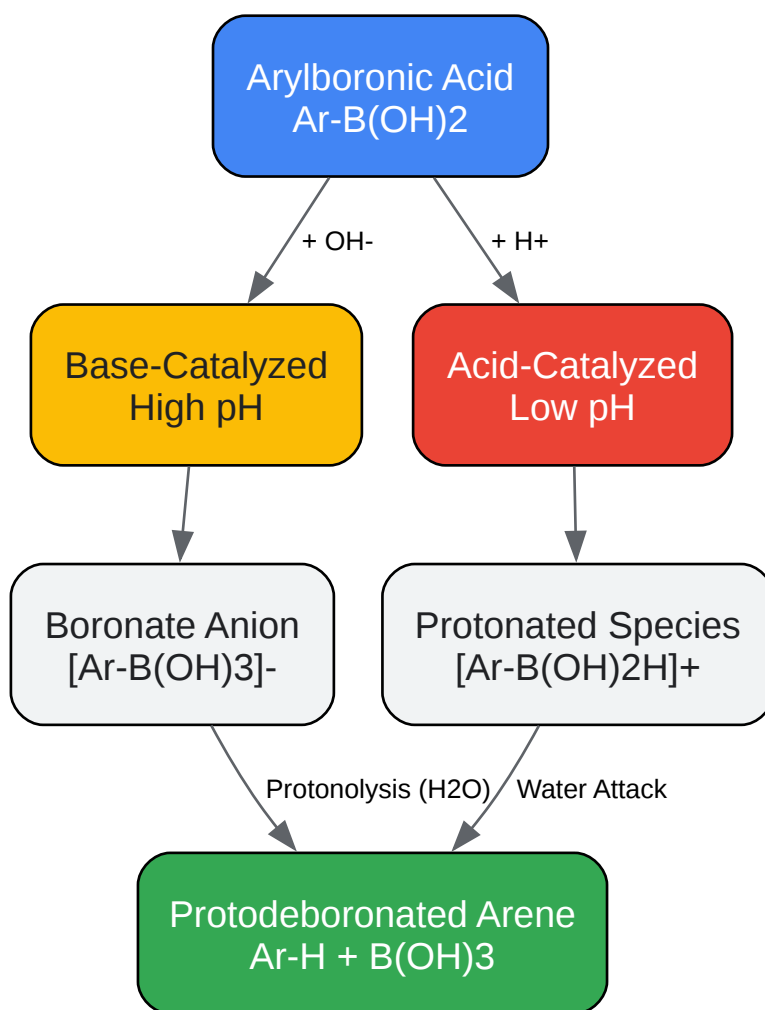 Arylboronic Acid
Ar-B(OH)2
+ OH-
+ H+
Base-Catalyzed
High pH
Acid-Catalyzed
Low pH
Boronate Anion
[Ar-B(OH)3]-
Protonated Species
[Ar-B(OH)2H]+
Protonolysis (H2O)
Water Attack
Protodeboronated Arene
Ar-H + B(OH)3